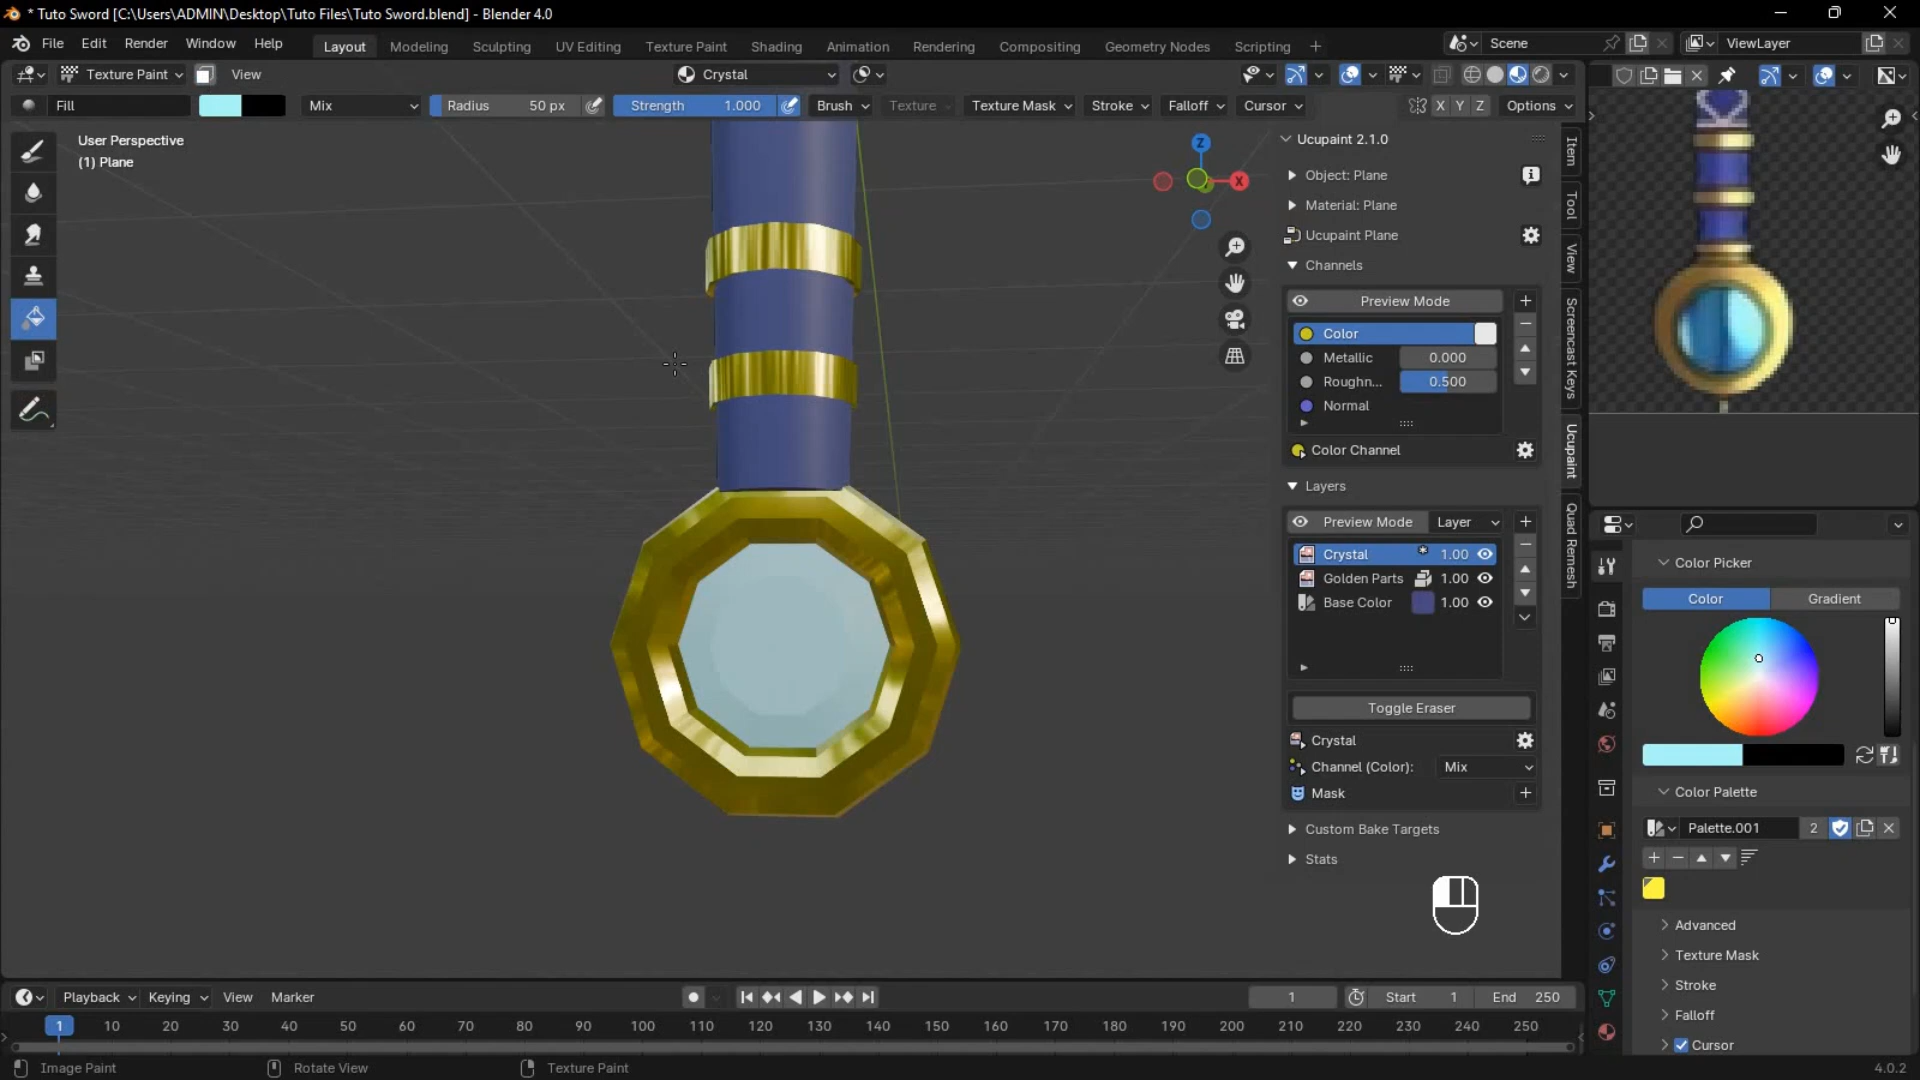 * Tuto Sword [C:\Users\ADMIN\Desktop\Tuto Files\Tuto Sword.blend] - Blender 4.0
File Edit Render Window Help Layout Modeling Sculpting UV Editing Texture Paint Shading Animation Rendering Compositing Geometry Nodes Scripting + Scene ViewLayer
Texture Paint View Crystal
Fill Mix Radius 50 px Strength 1.000 Brush Texture Texture Mask Stroke Falloff Cursor X Y Z Options
User Perspective
(1) Plane
Z
X
Ucupaint 2.1.0
Object: Plane
Material: Plane
Ucupaint Plane
Channels
Preview Mode
Color
Metallic 0.000
Roughn... 0.500
Normal
Color Channel
Layers
Preview Mode Layer
Crystal * 1.00
Golden Parts 1.00
Base Color 1.00
Toggle Eraser
Crystal
Channel (Color): Mix
Mask
Custom Bake Targets
Stats
Item
Tool
View
Screencast Keys
Ucupaint
Quad Remesh
Color Picker
Color Gradient
Color Palette
Palette.001 2
Advanced
Texture Mask
Stroke
Falloff
Cursor
Playback Keying View Marker 1 Start 1 End 250
1 10 20 30 40 50 60 70 80 90 100 110 120 130 140 150 160 170 180 190 200 210 220 230 240 250
Image Paint Rotate View Texture Paint 4.0.2